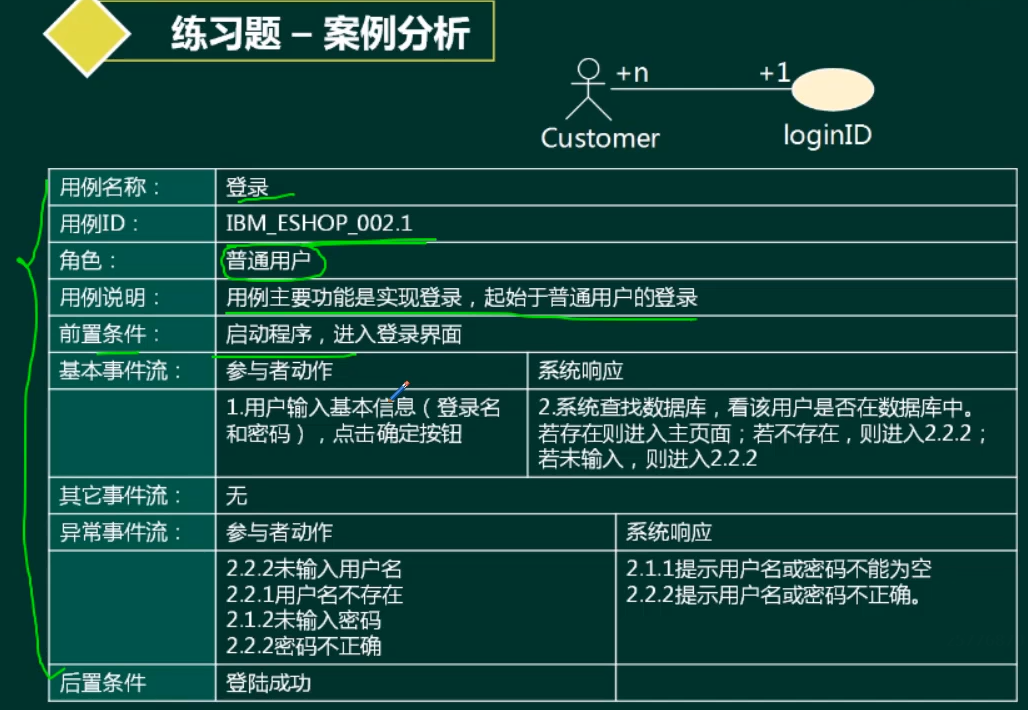 练习题 – 案例分析
+n
+1
Customer
loginID
用例名称： 登录
用例ID： IBM_ESHOP_002.1
角色： 普通用户
用例说明： 用例主要功能是实现登录，起始于普通用户的登录
前置条件： 启动程序，进入登录界面
基本事件流： 参与者动作 系统响应
1.用户输入基本信息（登录名
和密码），点击确定按钮
2.系统查找数据库，看该用户是否在数据库中。
若存在则进入主页面；若不存在，则进入2.2.2；
若未输入，则进入2.2.2
其它事件流： 无
异常事件流： 参与者动作 系统响应
2.2.2未输入用户名
2.2.1用户名不存在
2.1.2未输入密码
2.2.2密码不正确
2.1.1提示用户名或密码不能为空
2.2.2提示用户名或密码不正确。
后置条件 登陆成功